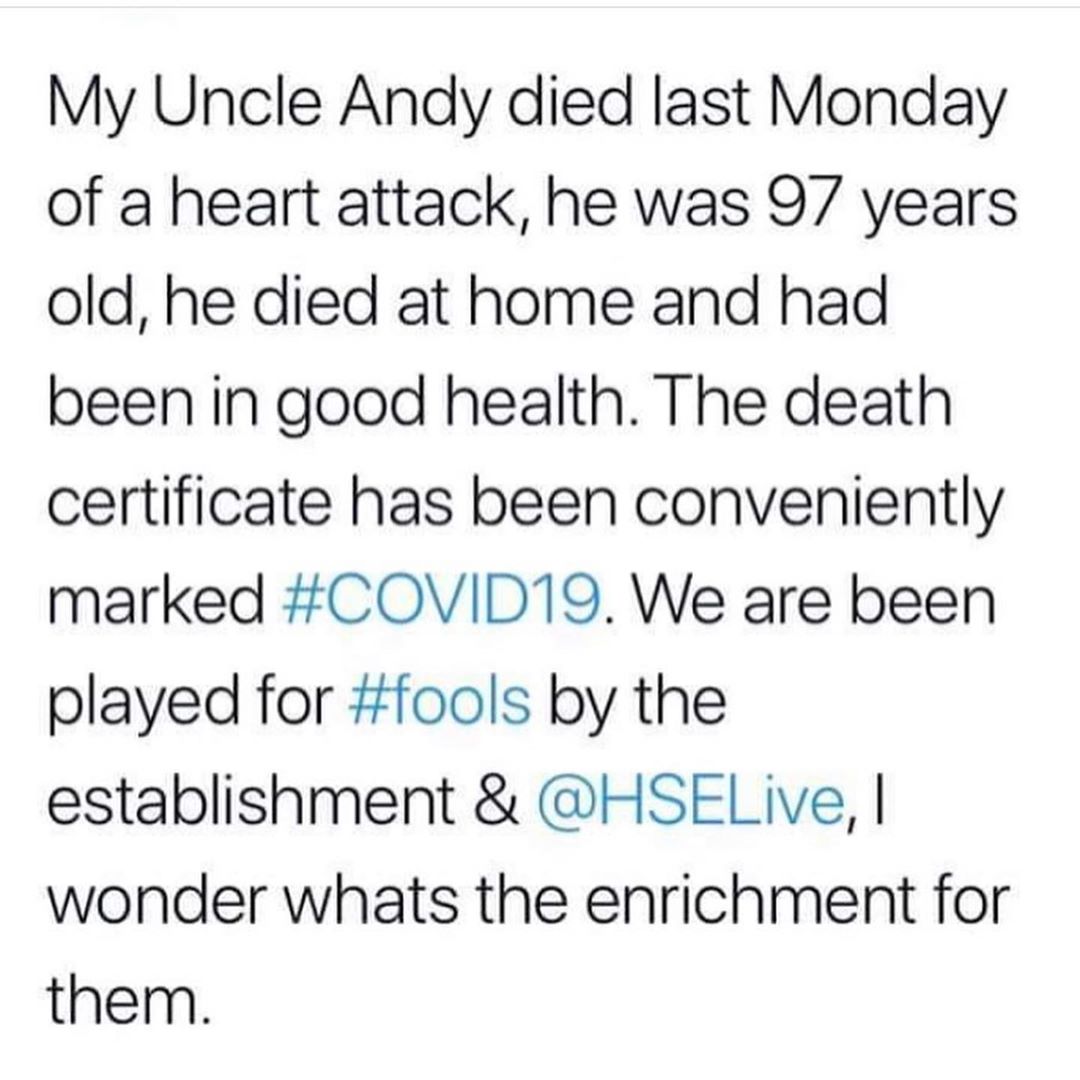 My Uncle Andy died last Monday
of a heart attack, he was 97 years
old, he died at home and had
been in good health. The death
certificate has been conveniently
marked #COVID19. We are been
played for #fools by the
establishment & @HSELive, I
wonder whats the enrichment for
them.